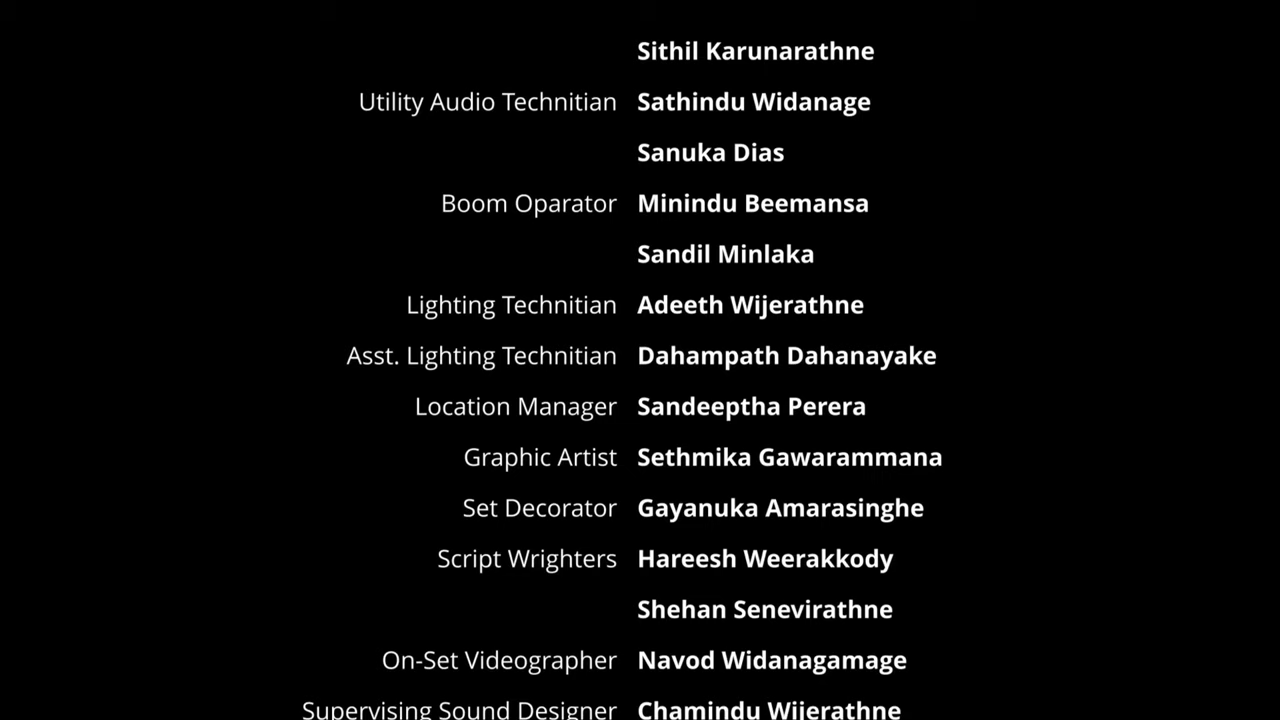 Sithil Karunarathne
Utility Audio Technitian Sathindu Widanage
Sanuka Dias
Boom Oparator Minindu Beemansa
Sandil Minlaka
Lighting Technitian Adeeth Wijerathne
Asst. Lighting Technitian Dahampath Dahanayake
Location Manager Sandeeptha Perera
Graphic Artist Sethmika Gawarammana
Set Decorator Gayanuka Amarasinghe
Script Wrighters Hareesh Weerakkody
Shehan Senevirathne
On-Set Videographer Navod Widanagamage
Supervising Sound Designer Chamindu Wijerathne